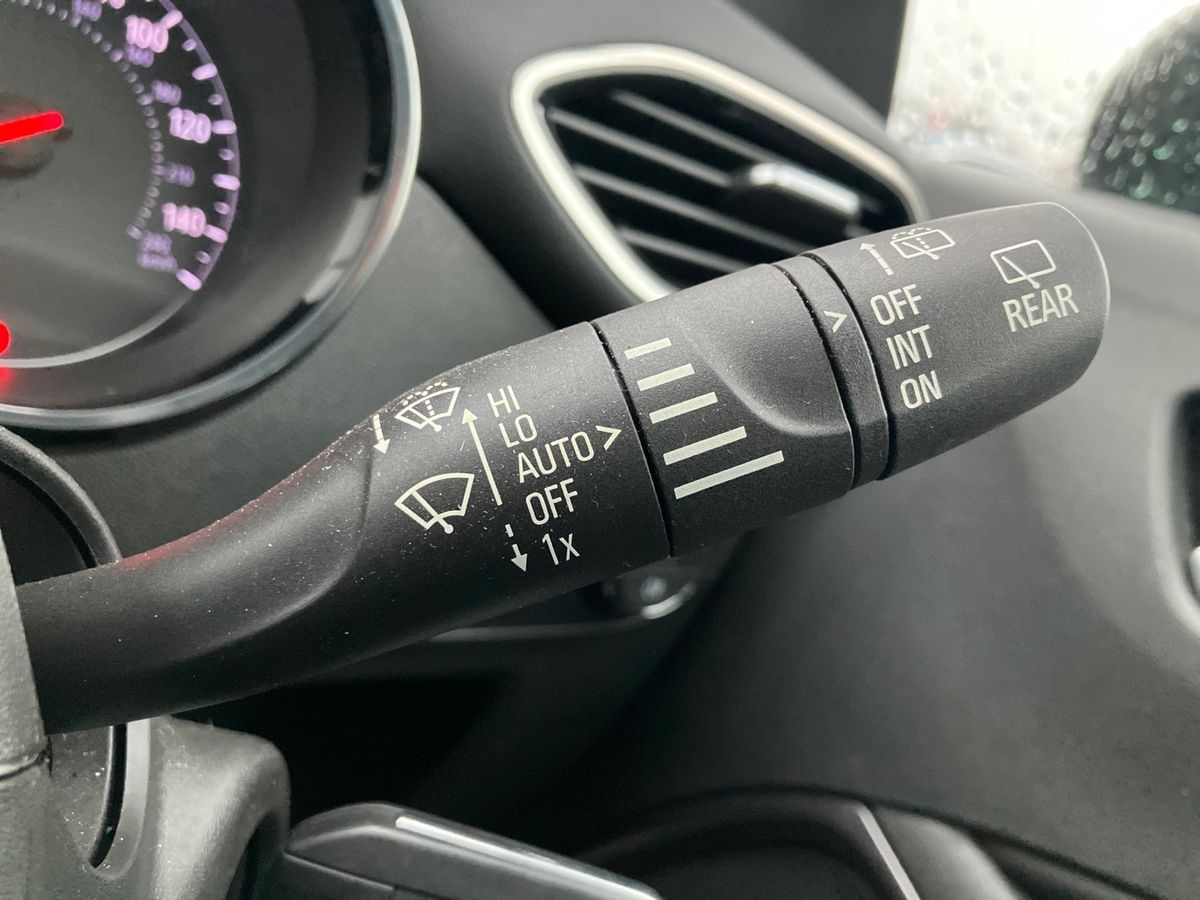 100
120
140
HI
LO
AUTO >
OFF
1x
>
OFF
INT
ON
REAR